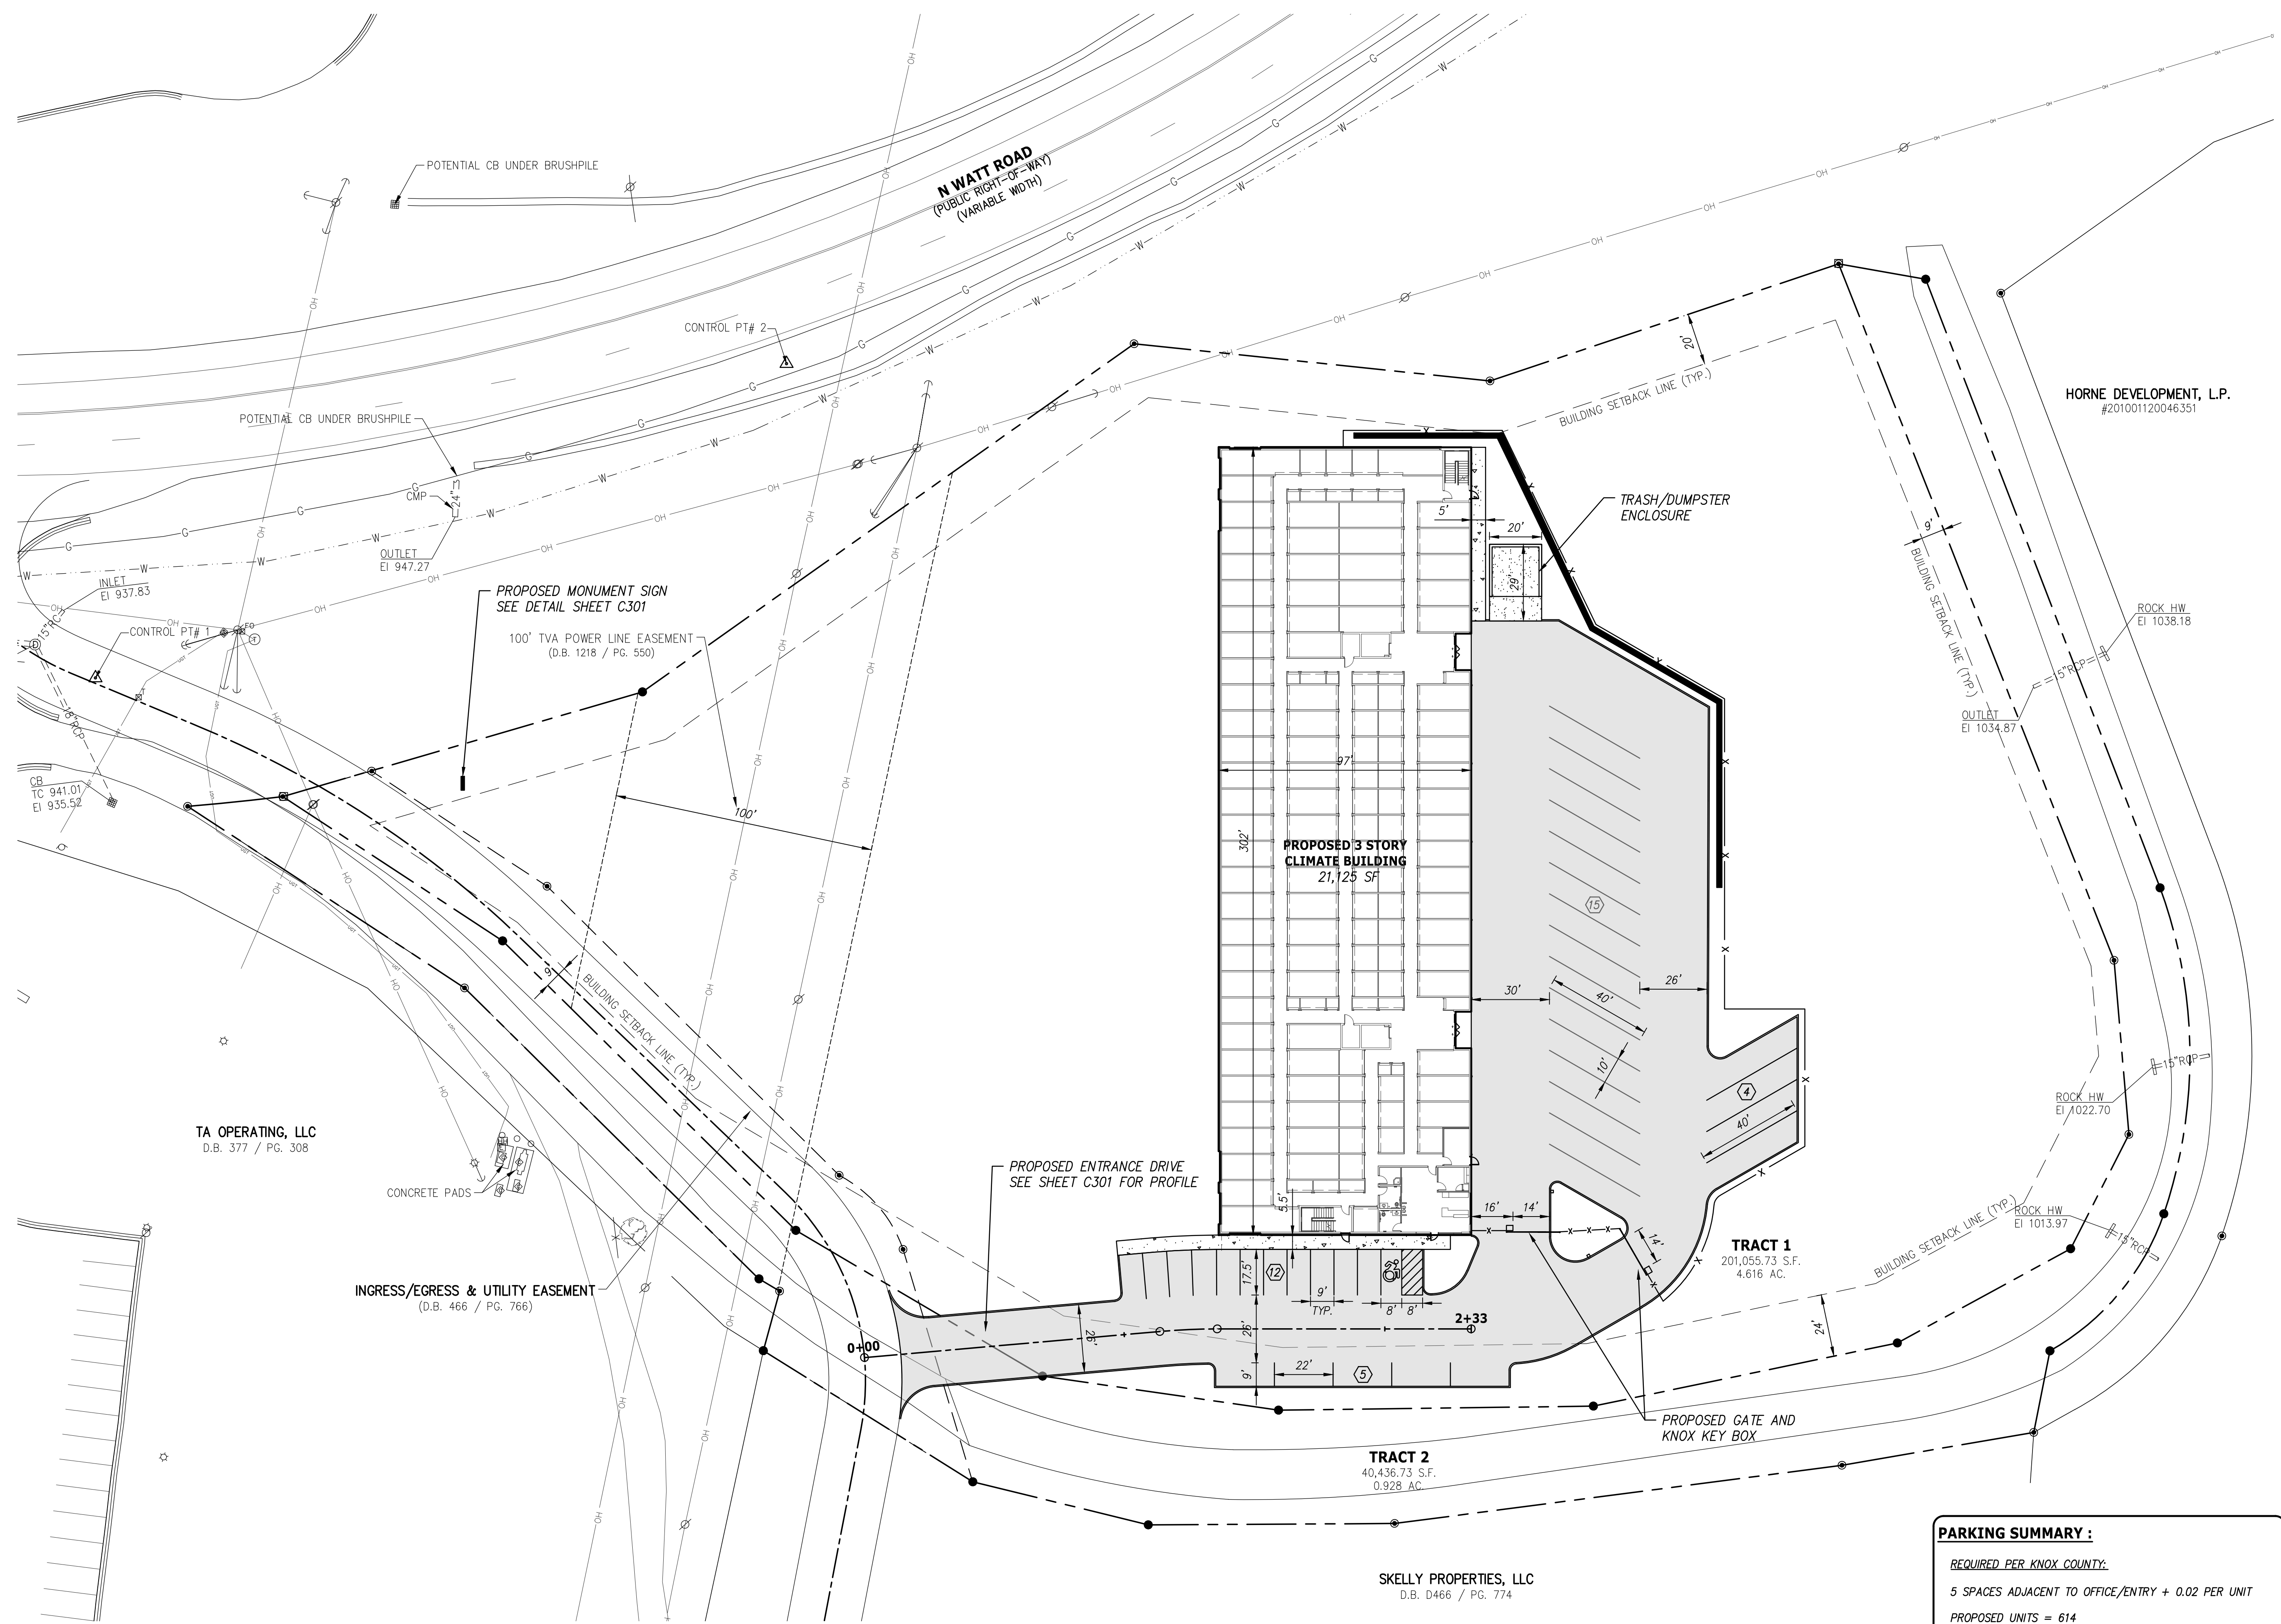 POTENTIAL CB UNDER BRUSHPILE
N WATT ROAD
(PUBLIC RIGHT-OF-WAY)
(VARIABLE WIDTH)
CONTROL PT# 2
POTENTIAL CB UNDER BRUSHPILE
CMP
24"
OUTLET
EI 947.27
INLET
EI 937.83
15"RCP
CONTROL PT# 1
18"RCP
CB
TC 941.01
EI 935.52
PROPOSED MONUMENT SIGN
SEE DETAIL SHEET C301
100' TVA POWER LINE EASEMENT
(D.B. 1218 / PG. 550)
100'
20'
BUILDING SETBACK LINE (TYP.)
HORNE DEVELOPMENT, L.P.
#201001120046351
TRASH/DUMPSTER
ENCLOSURE
5'
20'
29'
9'
BUILDING SETBACK LINE (TYP.)
ROCK HW
EI 1038.18
15"RCP
OUTLET
EI 1034.87
97'
302'
PROPOSED 3 STORY
CLIMATE BUILDING
21,125 SF
15
30'
40'
26'
10'
4
40'
15"RCP
ROCK HW
EI 1022.70
ROCK HW
EI 1013.97
15"RCP
BUILDING SETBACK LINE (TYP.)
24'
9'
BUILDING SETBACK LINE (TYP.)
TA OPERATING, LLC
D.B. 377 / PG. 308
CONCRETE PADS
INGRESS/EGRESS & UTILITY EASEMENT
(D.B. 466 / PG. 766)
PROPOSED ENTRANCE DRIVE
SEE SHEET C301 FOR PROFILE
5.5'
16'
14'
14'
TRACT 1
201,055.73 S.F.
4.616 AC.
17.5'
12
9'
TYP.
8'
8'
26'
26'
0+00
2+33
9'
22'
5
PROPOSED GATE AND
KNOX KEY BOX
TRACT 2
40,436.73 S.F.
0.928 AC.
SKELLY PROPERTIES, LLC
D.B. D466 / PG. 774
PARKING SUMMARY :
REQUIRED PER KNOX COUNTY:
5 SPACES ADJACENT TO OFFICE/ENTRY + 0.02 PER UNIT
PROPOSED UNITS = 614